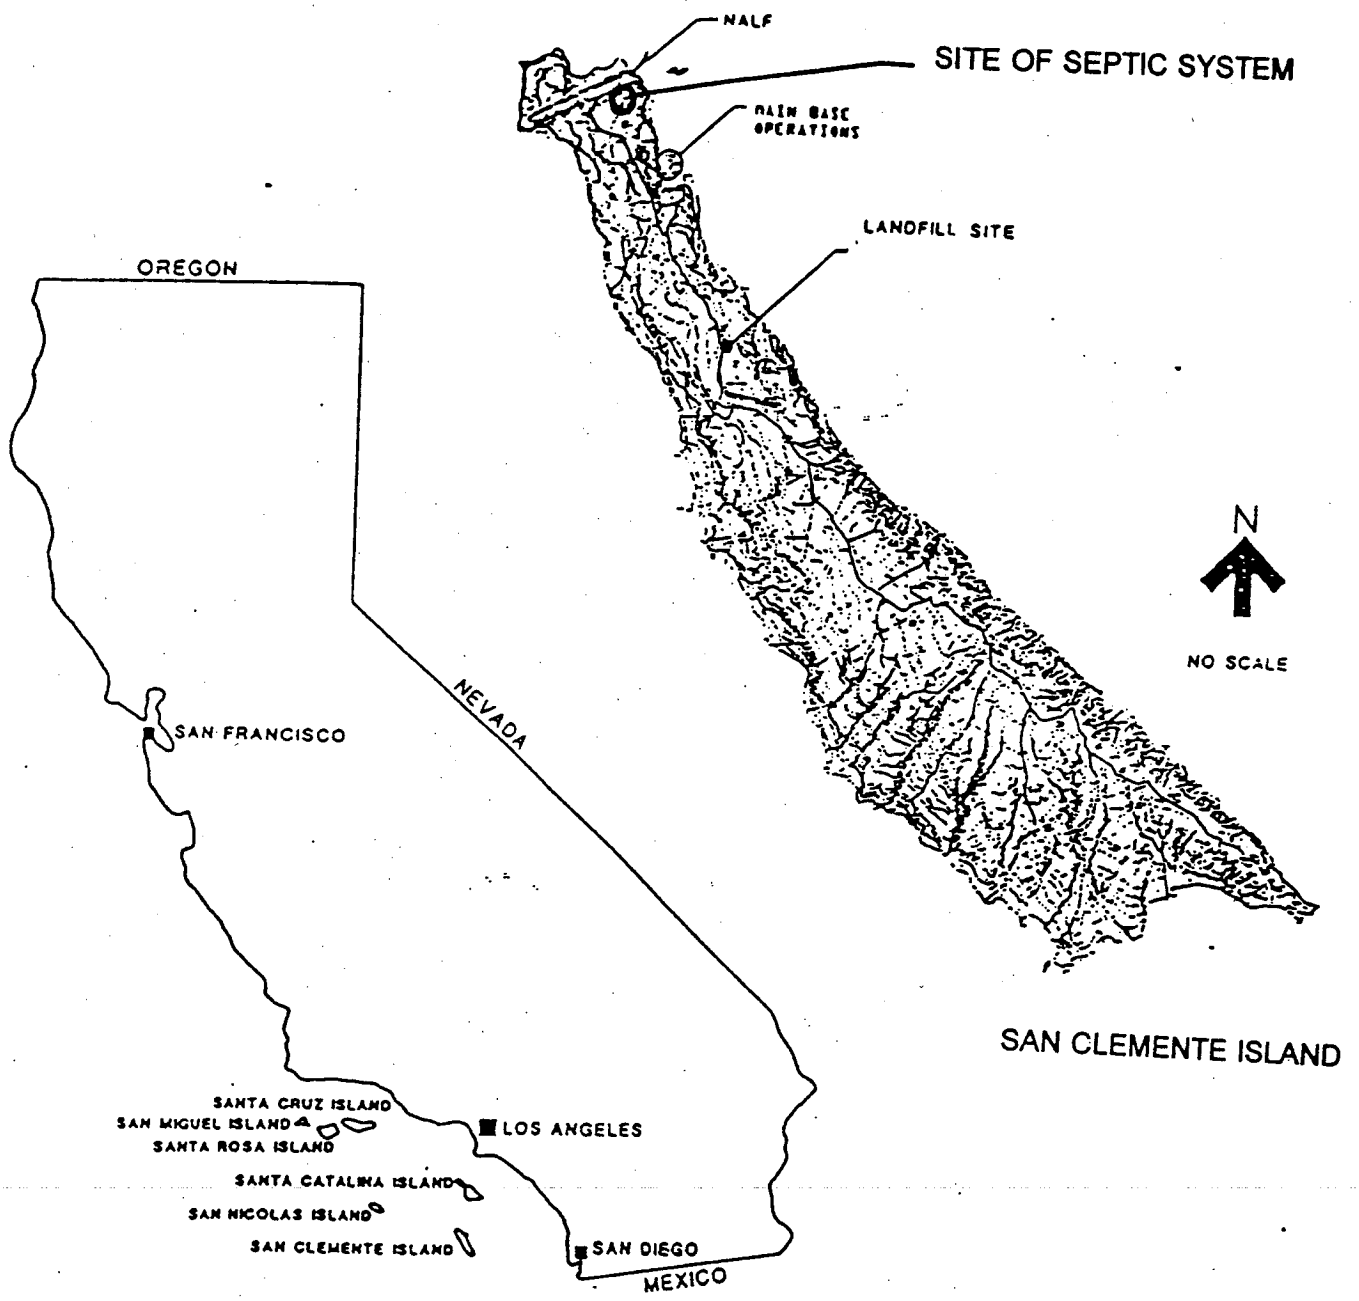 NALF
SITE OF SEPTIC SYSTEM
MAIN BASE
OPERATIONS
LANDFILL SITE
OREGON
N
NO SCALE
NEVADA
SAN FRANCISCO
SAN CLEMENTE ISLAND
SANTA CRUZ ISLAND
SAN MIGUEL ISLAND
SANTA ROSA ISLAND
LOS ANGELES
SANTA CATALINA ISLAND
SAN NICOLAS ISLAND
SAN CLEMENTE ISLAND
SAN DIEGO
MEXICO